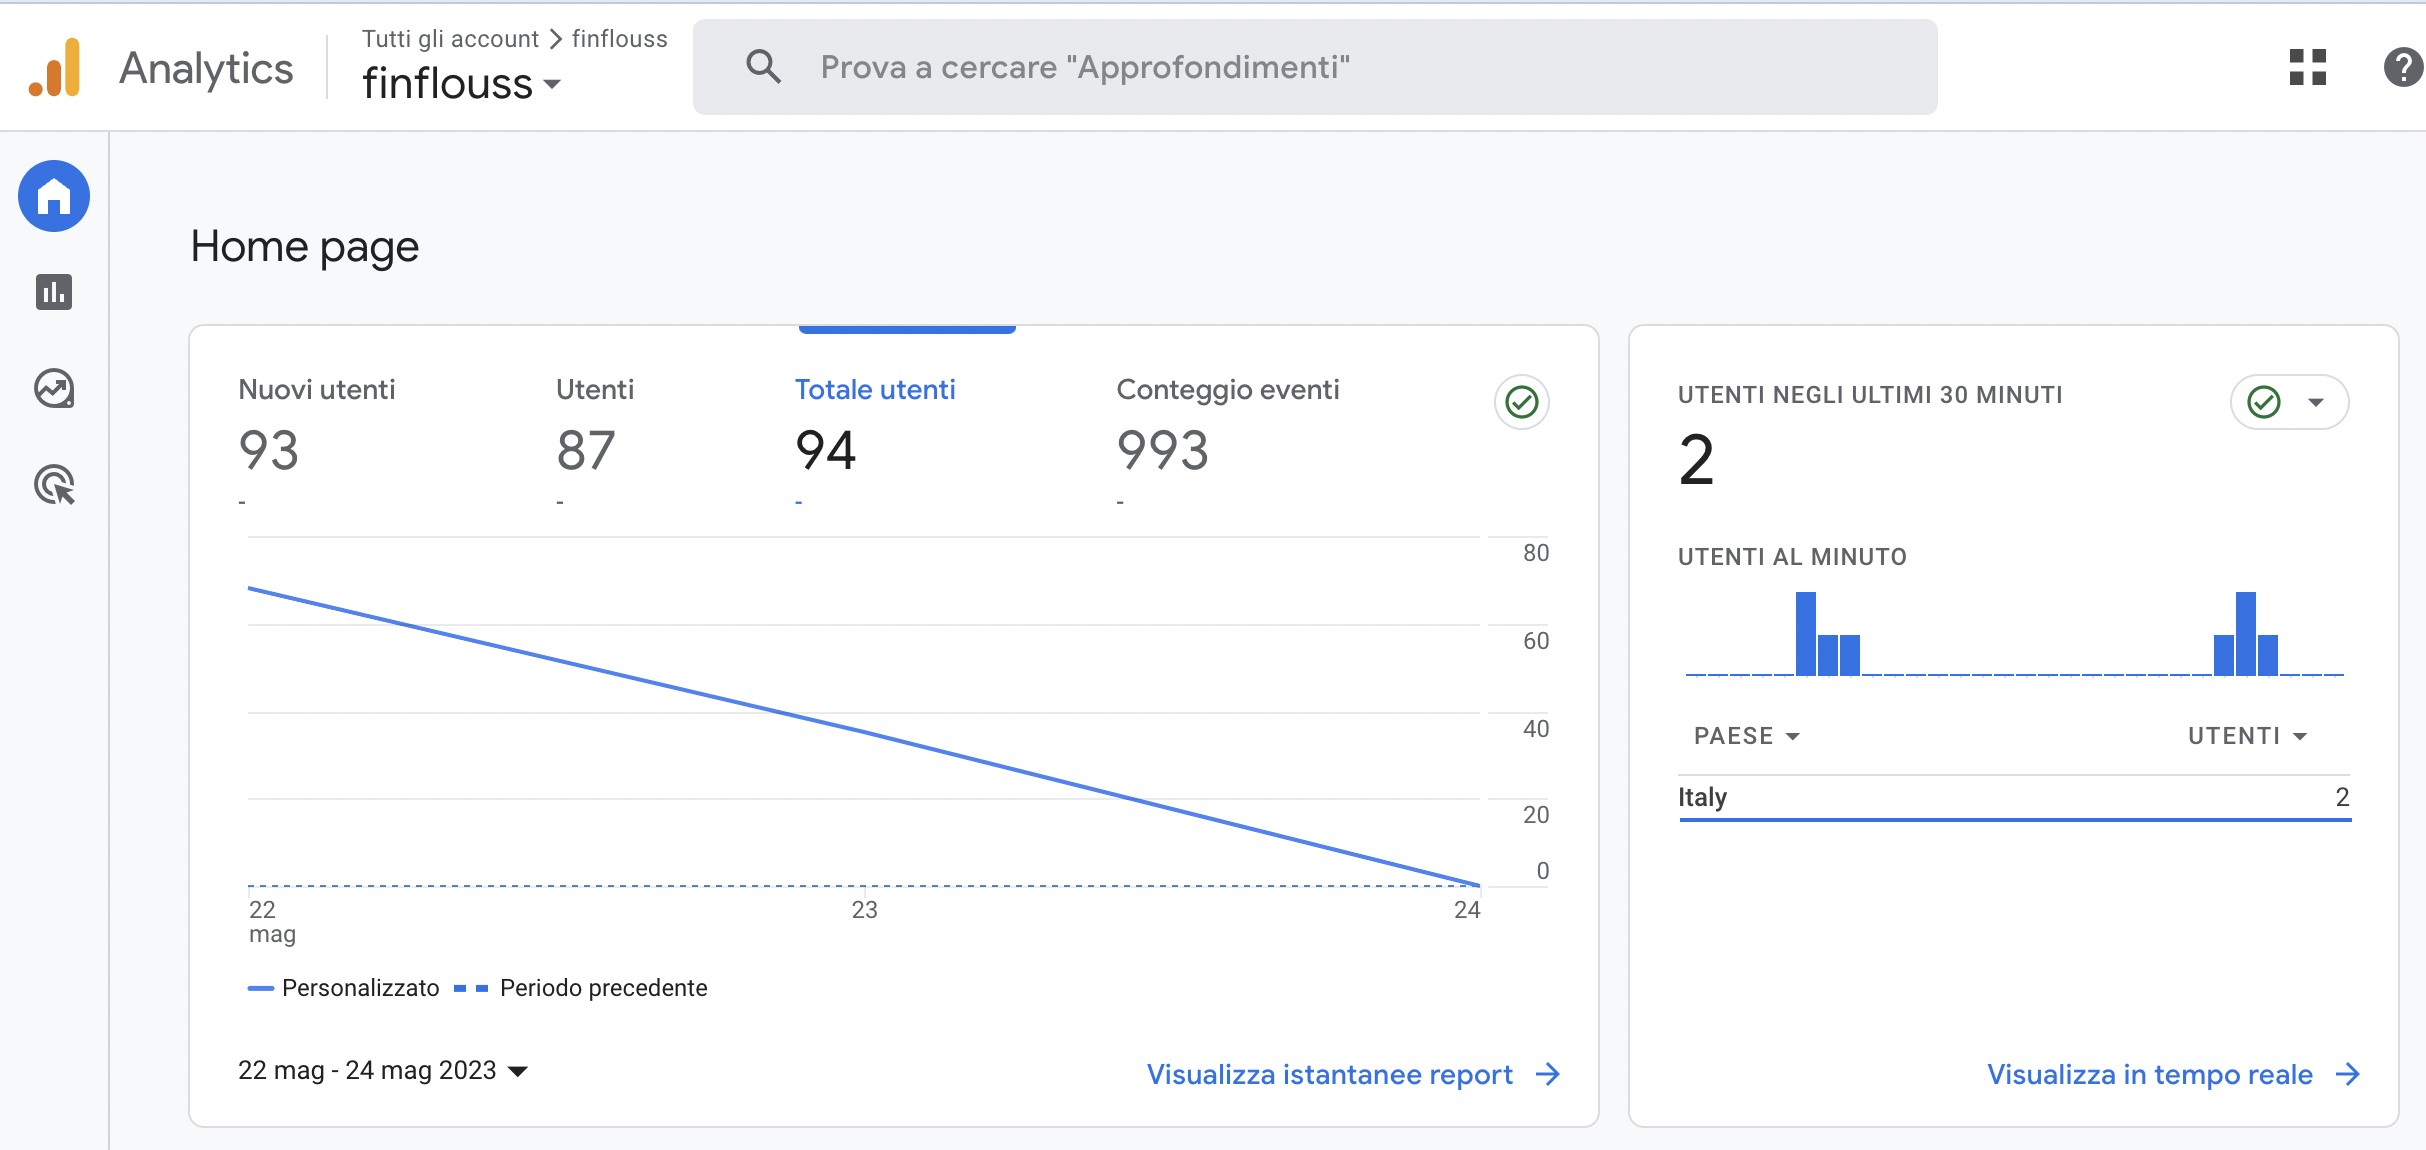 Analytics
Tutti gli account > finflouss
finflouss
Prova a cercare "Approfondimenti"
?
Home page
Nuovi utenti
93
-
Utenti
87
-
Totale utenti
94
-
Conteggio eventi
993
-
80
60
40
20
0
22
mag
23
24
Personalizzato
Periodo precedente
22 mag - 24 mag 2023
Visualizza istantanee report
UTENTI NEGLI ULTIMI 30 MINUTI
2
UTENTI AL MINUTO
PAESE
UTENTI
Italy
2
Visualizza in tempo reale